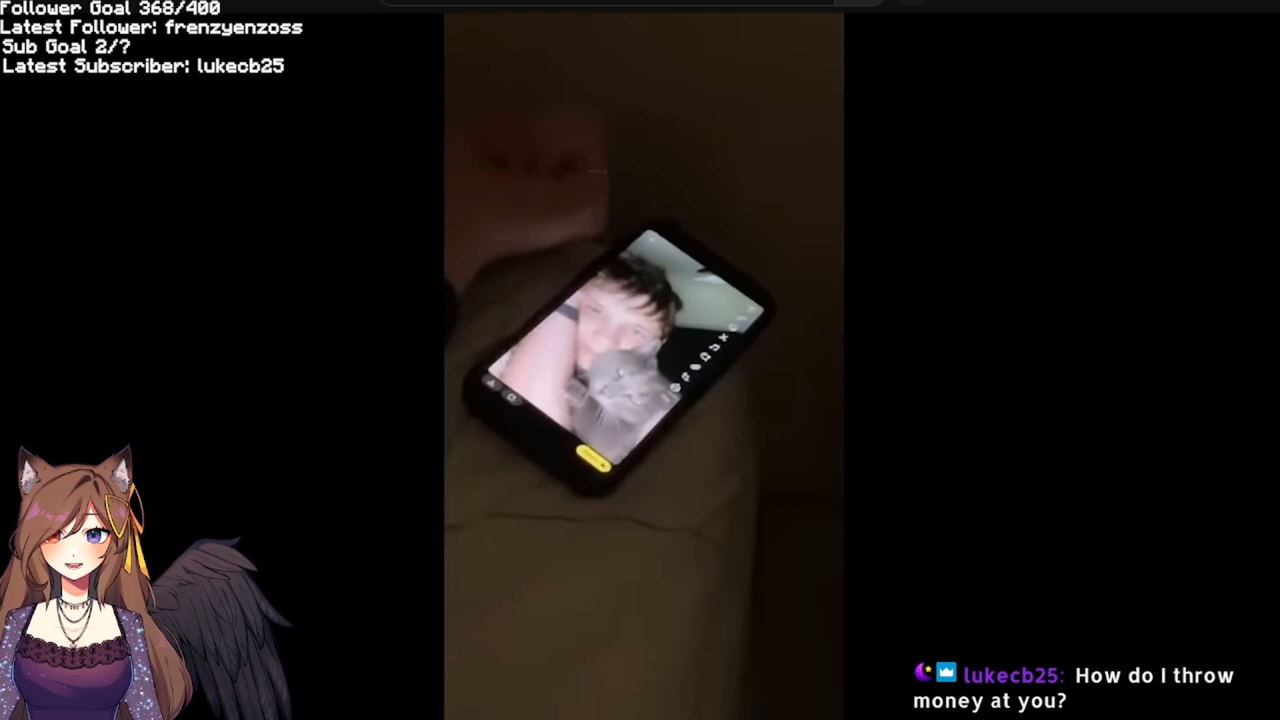 Follower Goal 368/400
Latest Follower: frenzyenzoss
Sub Goal 2/?
Latest Subscriber: lukecb25
lukecb25: How do I throw
money at you?